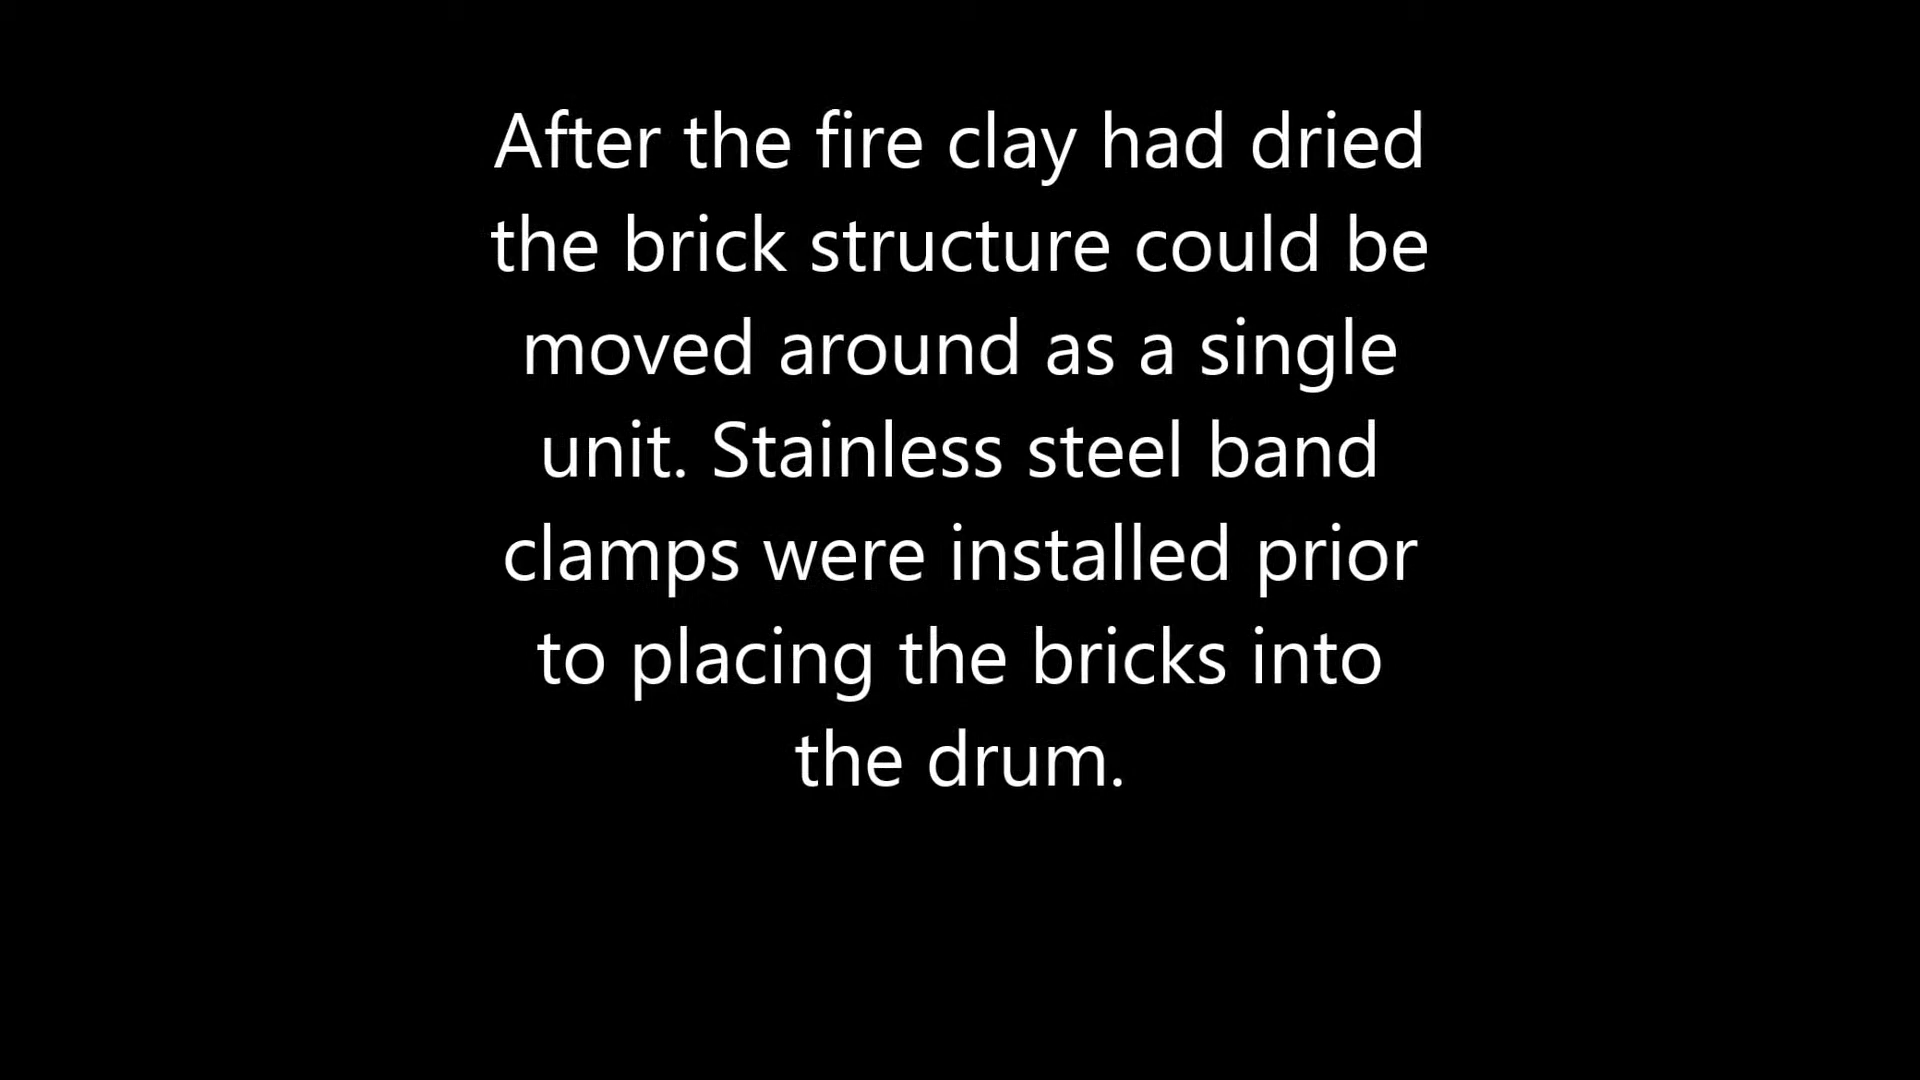 After the fire clay had dried
the brick structure could be
moved around as a single
unit. Stainless steel band
clamps were installed prior
to placing the bricks into
the drum.